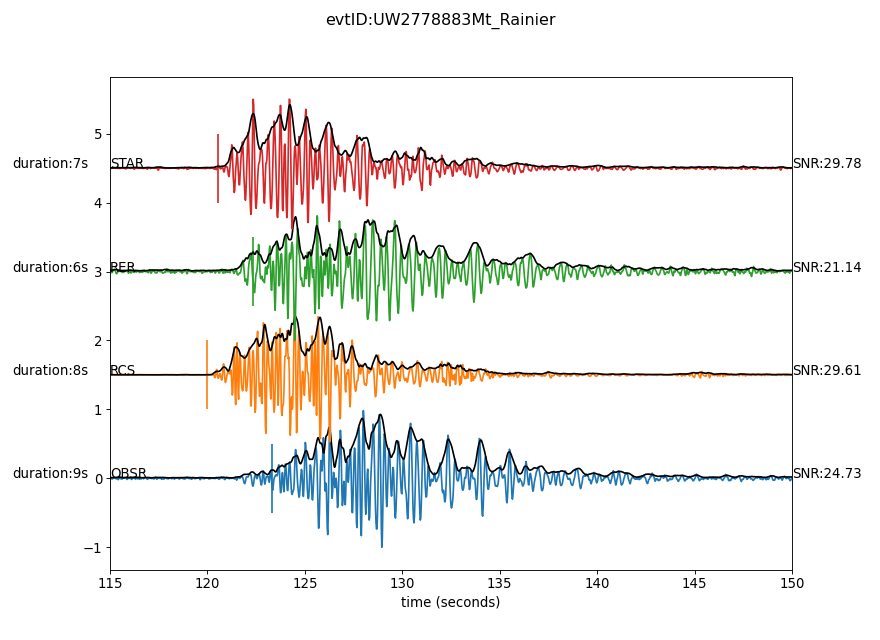 evtID:UW2778883Mt_Rainier
5
duration:7s STAR SNR:29.78
4
duration:6s RER SNR:21.14
3
2
duration:8s RCS SNR:29.61
1
duration:9s OBSR SNR:24.73
0
−1
115 120 125 130 135 140 145 150
time (seconds)